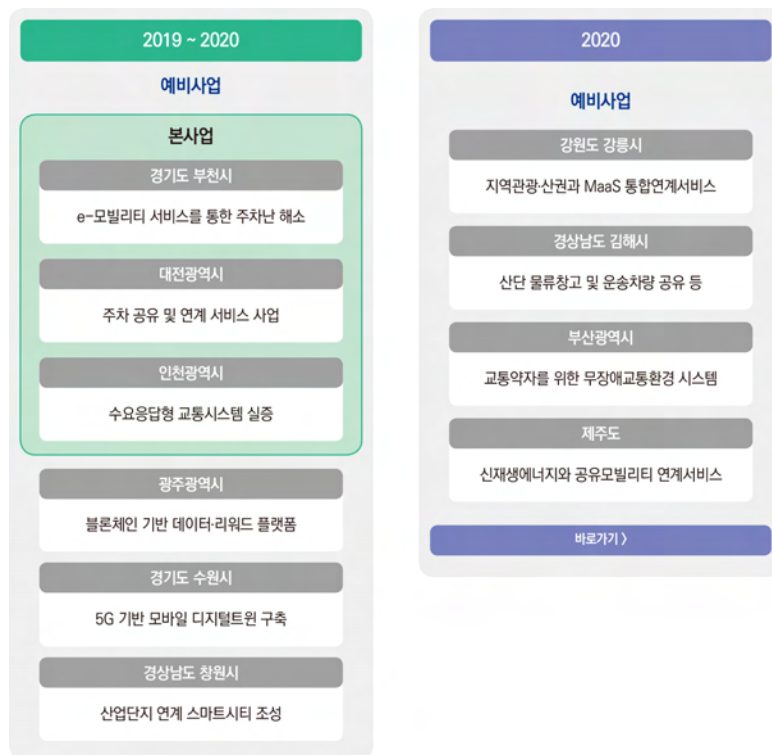 2019 ~ 2020
예비사업
본사업
경기도 부천시
e-모빌리티 서비스를 통한 주차난 해소
대전광역시
주차 공유 및 연계 서비스 사업
인천광역시
수요응답형 교통시스템 실증
광주광역시
블론체인 기반 데이터·리워드 플랫폼
경기도 수원시
5G 기반 모바일 디지털트윈 구축
경상남도 창원시
산업단지 연계 스마트시티 조성
2020
예비사업
강원도 강릉시
지역관광·산권과 MaaS 통합연계서비스
경상남도 김해시
산단 물류창고 및 운송차량 공유 등
부산광역시
교통약자를 위한 무장애교통환경 시스템
제주도
신재생에너지와 공유모빌리티 연계서비스
바로가기 〉